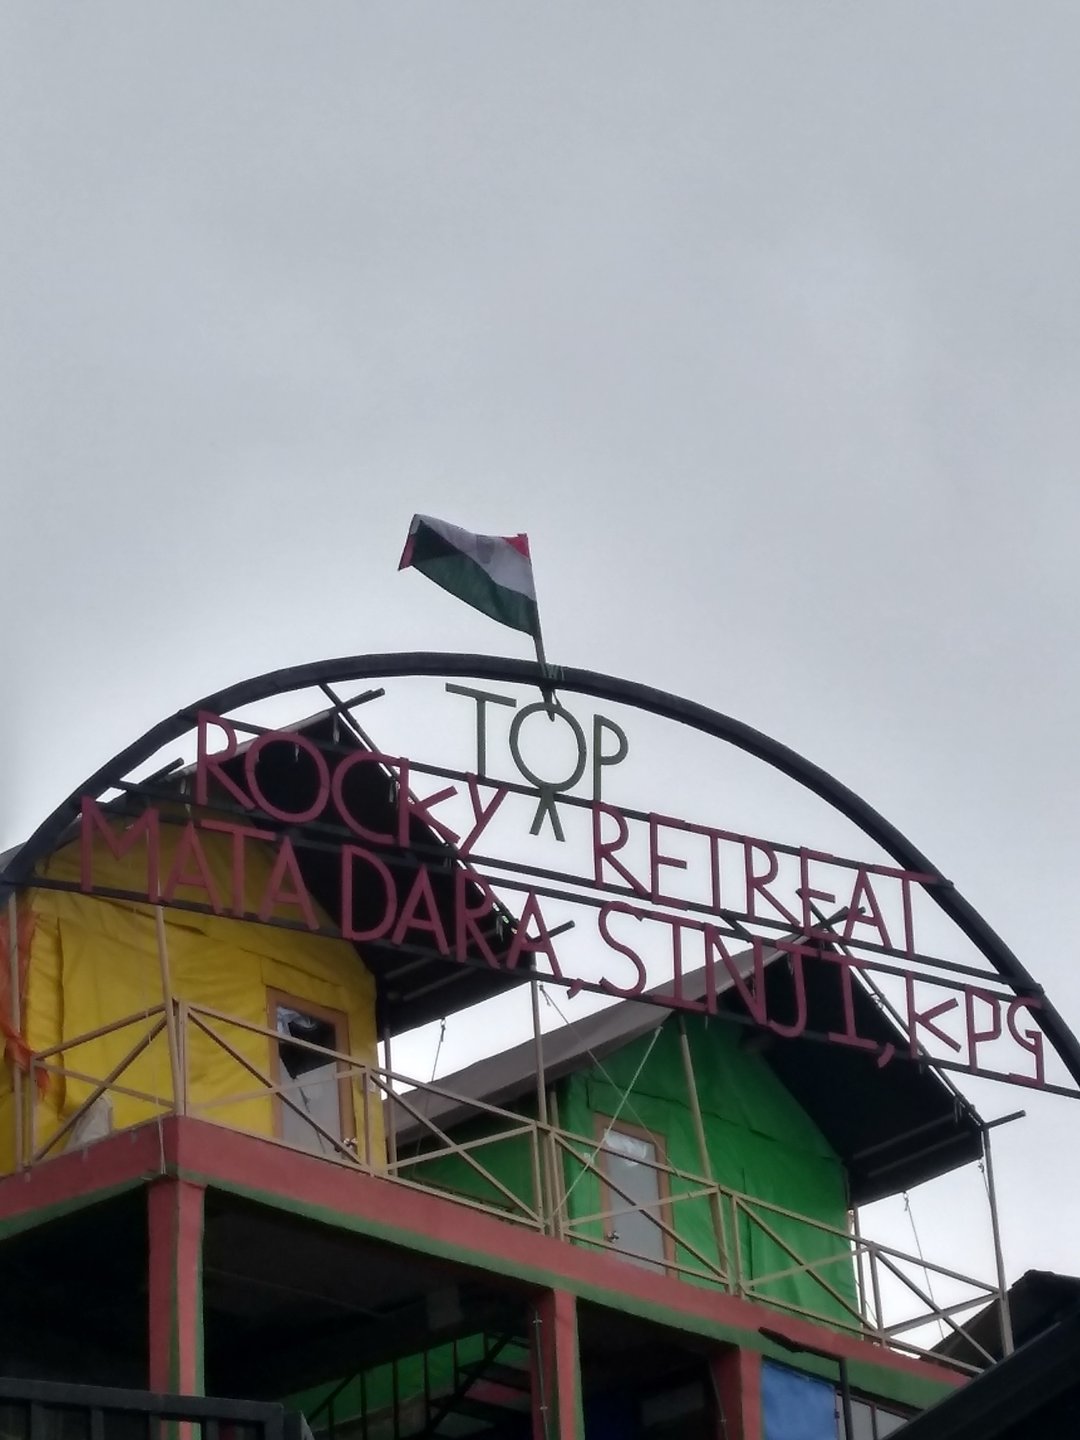 TOP
ROCKY RETREAT
MATA DARA, SINJI, KPG